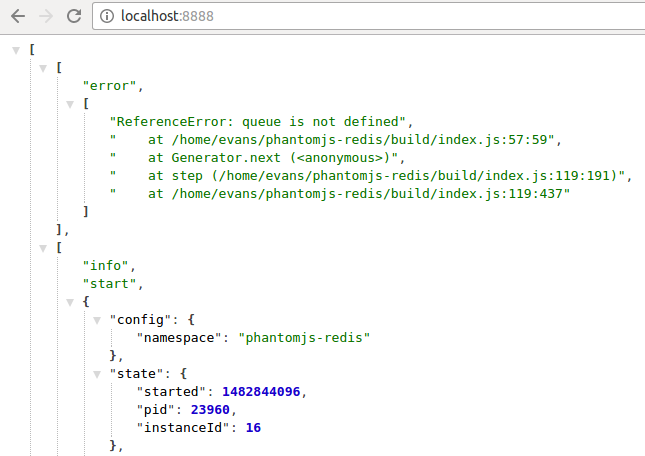 localhost:8888
[
[
"error",
[
"ReferenceError: queue is not defined",
"    at /home/evans/phantomjs-redis/build/index.js:57:59",
"    at Generator.next (<anonymous>)",
"    at step (/home/evans/phantomjs-redis/build/index.js:119:191)",
"    at /home/evans/phantomjs-redis/build/index.js:119:437"
]
],
[
"info",
"start",
{
"config": {
"namespace": "phantomjs-redis"
},
"state": {
"started": 1482844096,
"pid": 23960,
"instanceId": 16
},